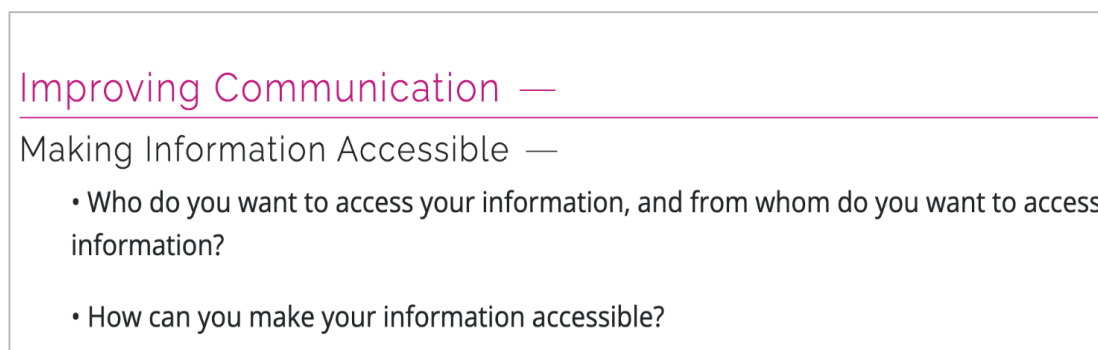 Improving Communication —
Making Information Accessible —
• Who do you want to access your information, and from whom do you want to access
information?
• How can you make your information accessible?